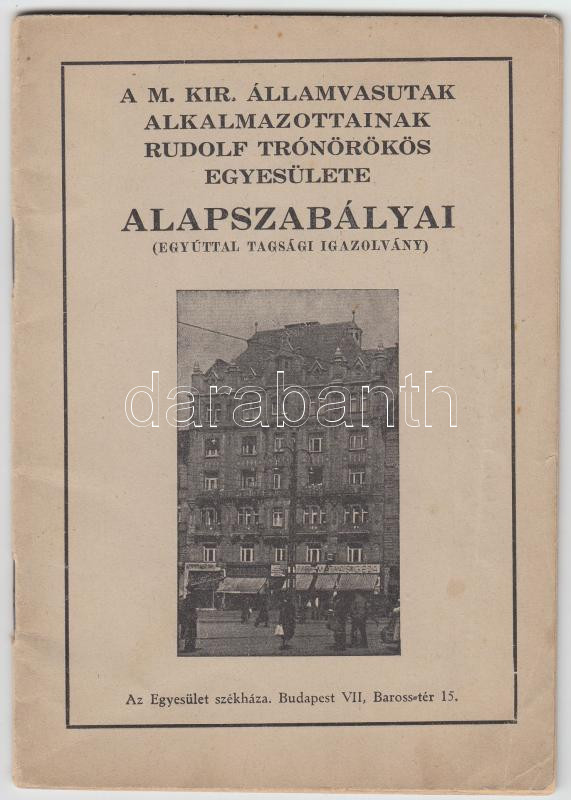 A M. KIR. ÁLLAMVASUTAK
ALKALMAZOTTAINAK
RUDOLF TRÓNÖRÖKÖS
EGYESÜLETE
ALAPSZABÁLYAI
(EGYÚTTAL TAGSÁGI IGAZOLVÁNY)
darabanth
Az Egyesület székháza. Budapest VII, Baross-tér 15.